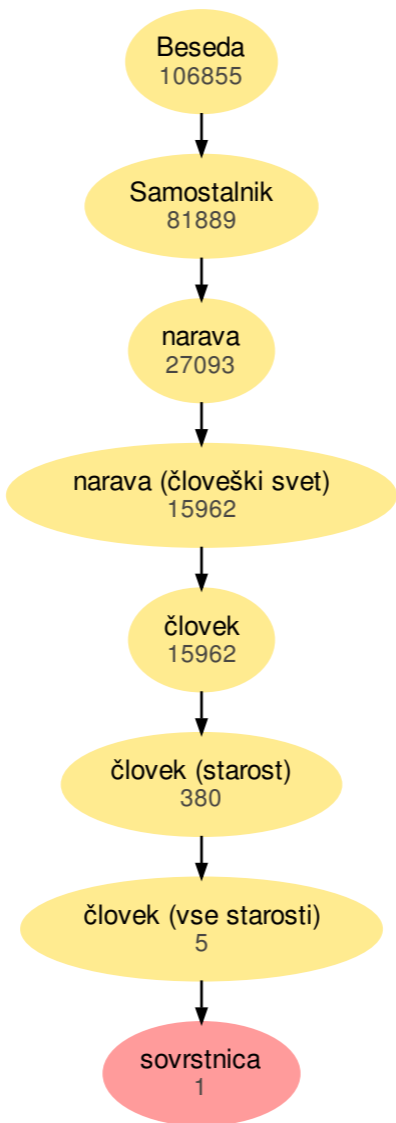 Beseda
106855
Samostalnik
81889
narava
27093
narava (človeški svet)
15962
človek
15962
človek (starost)
380
človek (vse starosti)
5
sovrstnica
1